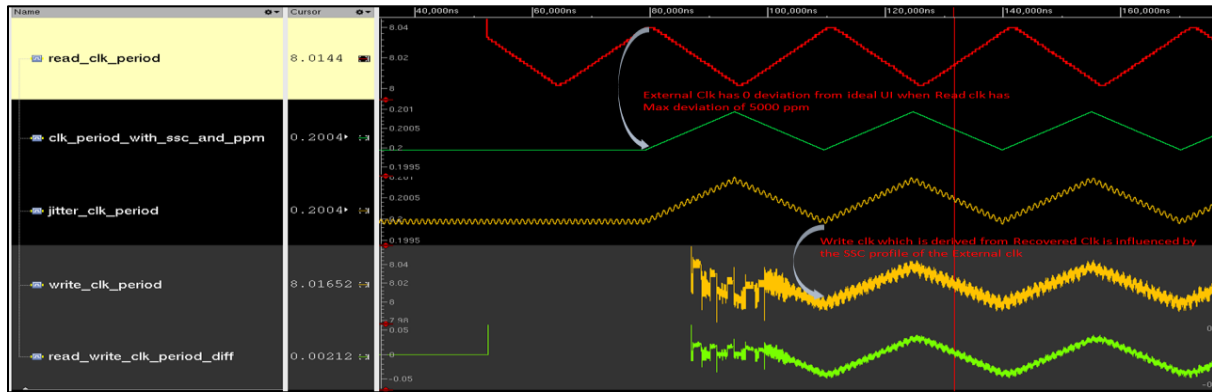 Name
Cursor
40,000ns 60,000ns 80,000ns 100,000ns 120,000ns 140,000ns 160,000ns
read_clk_period 8.0144
8.04
8.02
8
External Clk has 0 deviation from ideal UI when Read clk has
Max deviation of 5000 ppm
clk_period_with_ssc_and_ppm 0.2004
0.201
0.2005
0.2
0.1995
jitter_clk_period 0.2004
0.201
0.2005
0.2
0.1995
Write clk which is derived from Recovered Clk is influenced by
the SSC profile of the External clk
write_clk_period 8.01652
8.04
8.02
8
7.98
read_write_clk_period_diff 0.00212
0.05
0
-0.05